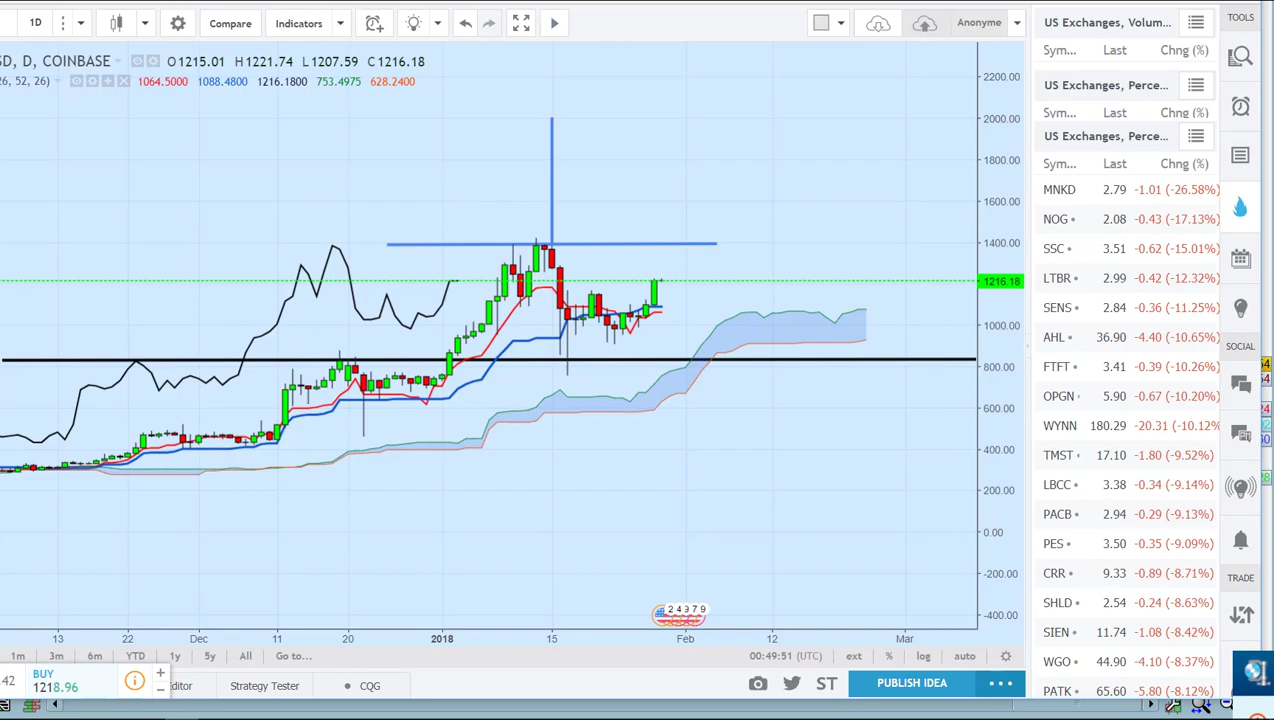 1D Compare Indicators Anonyme
SD, D, COINBASE O1215.01 H1221.74 L1207.59 C1216.18
26, 52, 26) 1064.5000 1088.4800 1216.1800 753.4975 628.2400
2200.00
2000.00
1800.00
1600.00
1400.00
1216.18
1000.00
800.00
600.00
400.00
200.00
0.00
-200.00
-400.00
2 4 9 7 9
13 22 Dec 11 20 2018 15 Feb 12 Mar
1m 3m 6m YTD 1y 5y All Go to... 00:49:51 (UTC) ext % log auto
.42 BUY
1218.96
ditor Strategy Tester CQG
ST PUBLISH IDEA
US Exchanges, Volum...
Sym... Last Chng (%)
US Exchanges, Perce...
Sym... Last Chng (%)
US Exchanges, Perce...
Sym... Last Chng (%)
MNKD 2.79 -1.01 (-26.58%)
NOG 2.08 -0.43 (-17.13%)
SSC 3.51 -0.62 (-15.01%)
LTBR 2.99 -0.42 (-12.32%)
SENS 2.84 -0.36 (-11.25%)
AHL 36.90 -4.40 (-10.65%)
FTFT 3.41 -0.39 (-10.26%)
OPGN 5.90 -0.67 (-10.20%)
WYNN 180.29 -20.31 (-10.12%)
TMST 17.10 -1.80 (-9.52%)
LBCC 3.38 -0.34 (-9.14%)
PACB 2.94 -0.29 (-9.13%)
PES 3.50 -0.35 (-9.09%)
CRR 9.33 -0.89 (-8.71%)
SHLD 2.54 -0.24 (-8.63%)
SIEN 11.74 -1.08 (-8.42%)
WGO 44.90 -4.10 (-8.37%)
PATK 65.60 -5.80 (-8.12%)
TOOLS
SOCIAL
TRADE